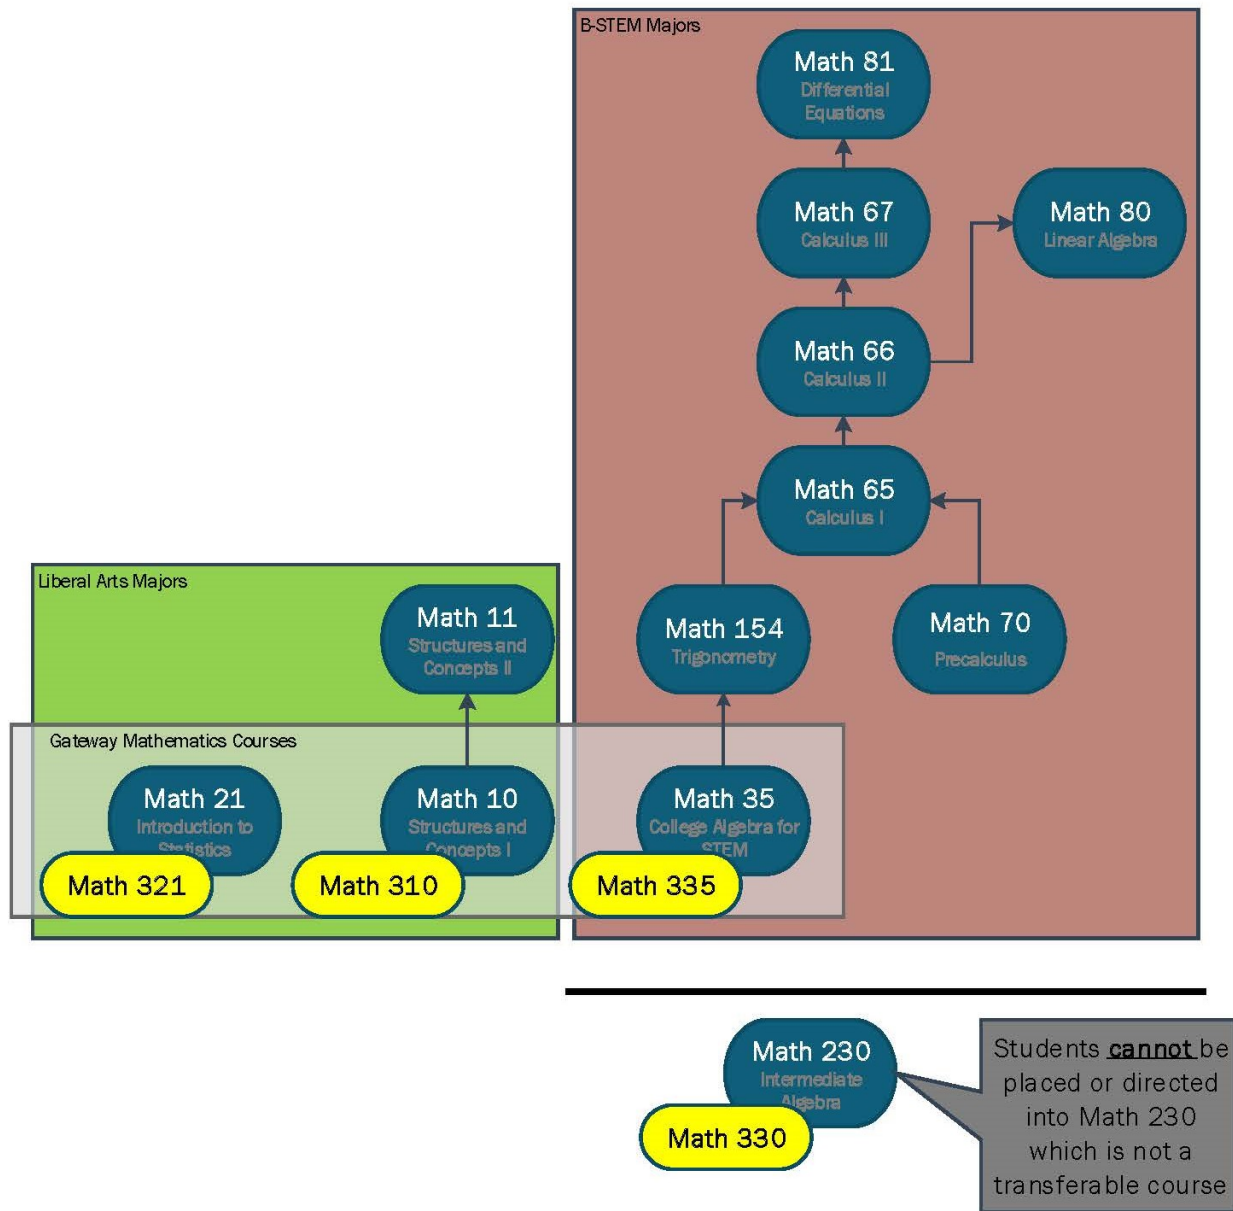 B-STEM Majors
Math 81
Differential
Equations
Math 67
Calculus III
Math 80
Linear Algebra
Math 66
Calculus II
Math 65
Calculus I
Liberal Arts Majors
Math 11
Structures and
Concepts II
Math 154
Trigonometry
Math 70
Precalculus
Gateway Mathematics Courses
Math 21
Introduction to
Statistics
Math 321
Math 10
Structures and
Concepts I
Math 310
Math 35
College Algebra for
STEM
Math 335
Math 230
Intermediate
Algebra
Math 330
Students cannot be
placed or directed
into Math 230
which is not a
transferable course